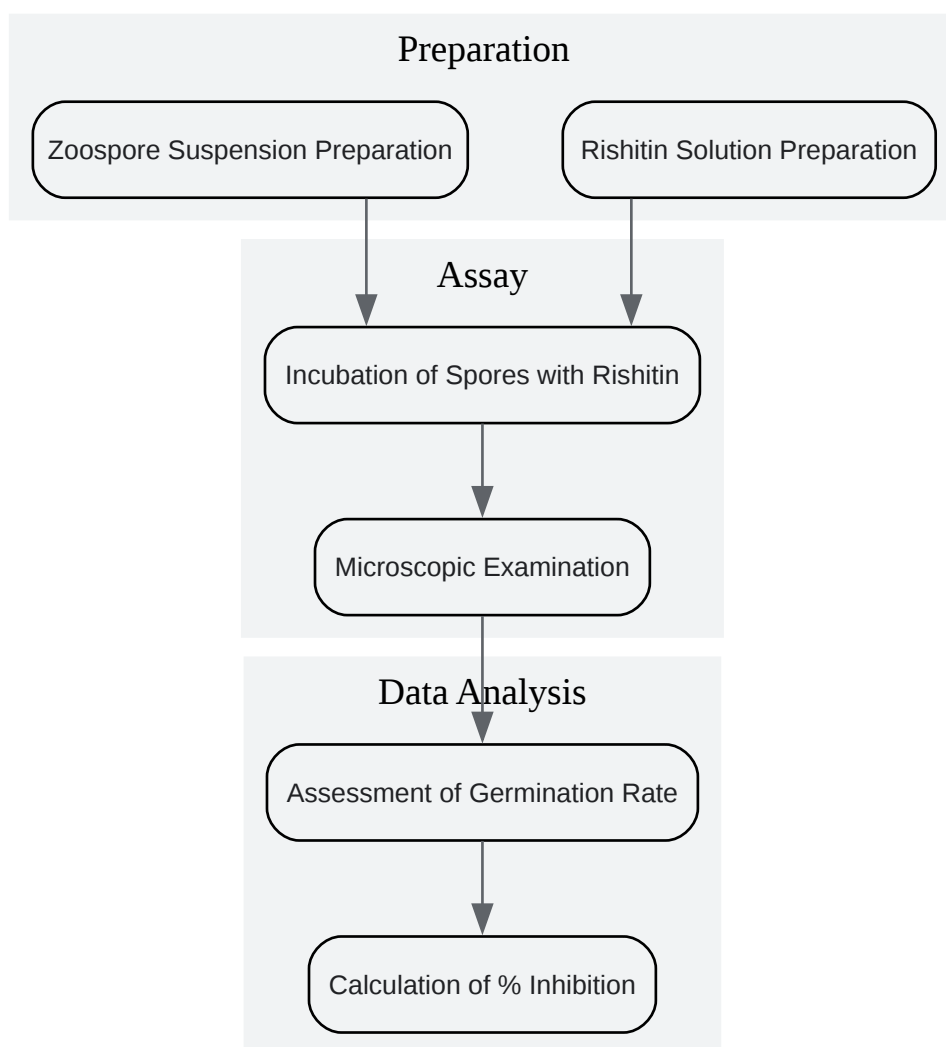 Preparation
Zoospore Suspension Preparation
Rishitin Solution Preparation
Assay
Incubation of Spores with Rishitin
Microscopic Examination
Data Analysis
Assessment of Germination Rate
Calculation of % Inhibition